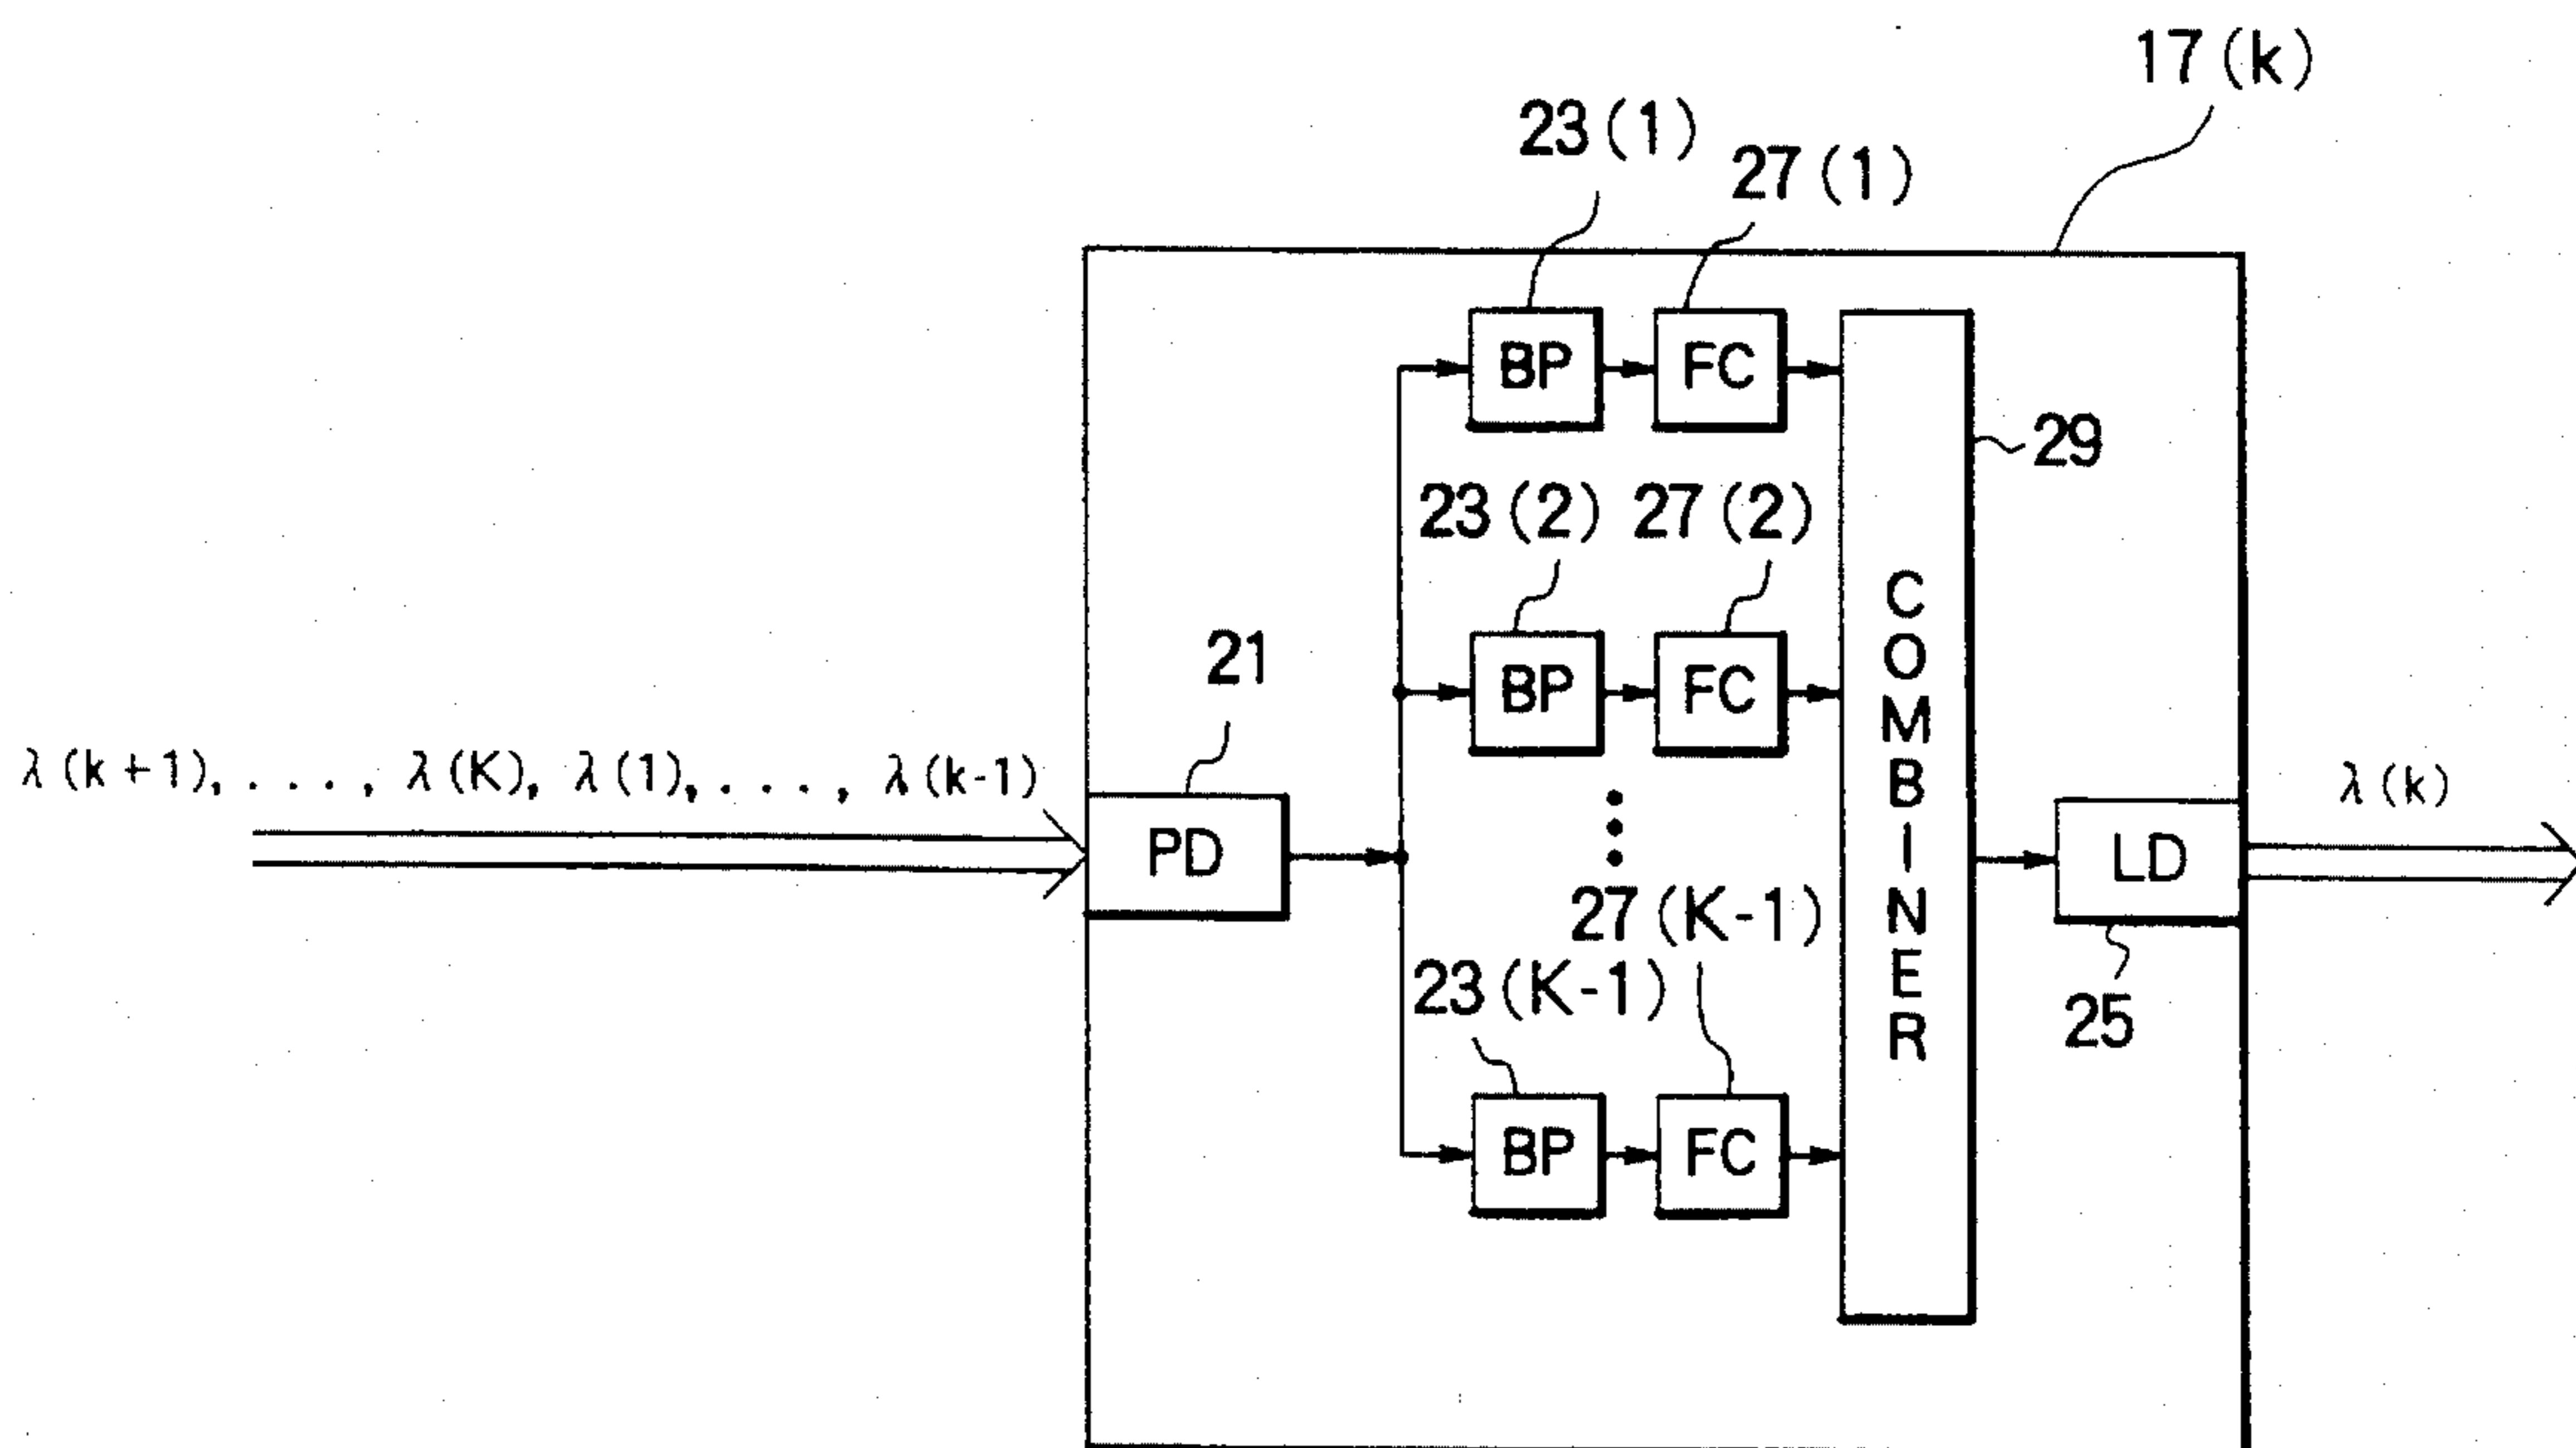 17(k)
23(1)
27(1)
BP
FC
29
23(2) 27(2)
BP
FC
COMBINER
21
λ(k+1), . . . , λ(K), λ(1), . . . , λ(k-1)
PD
λ(k)
LD
27(K-1)
23(K-1)
25
BP
FC